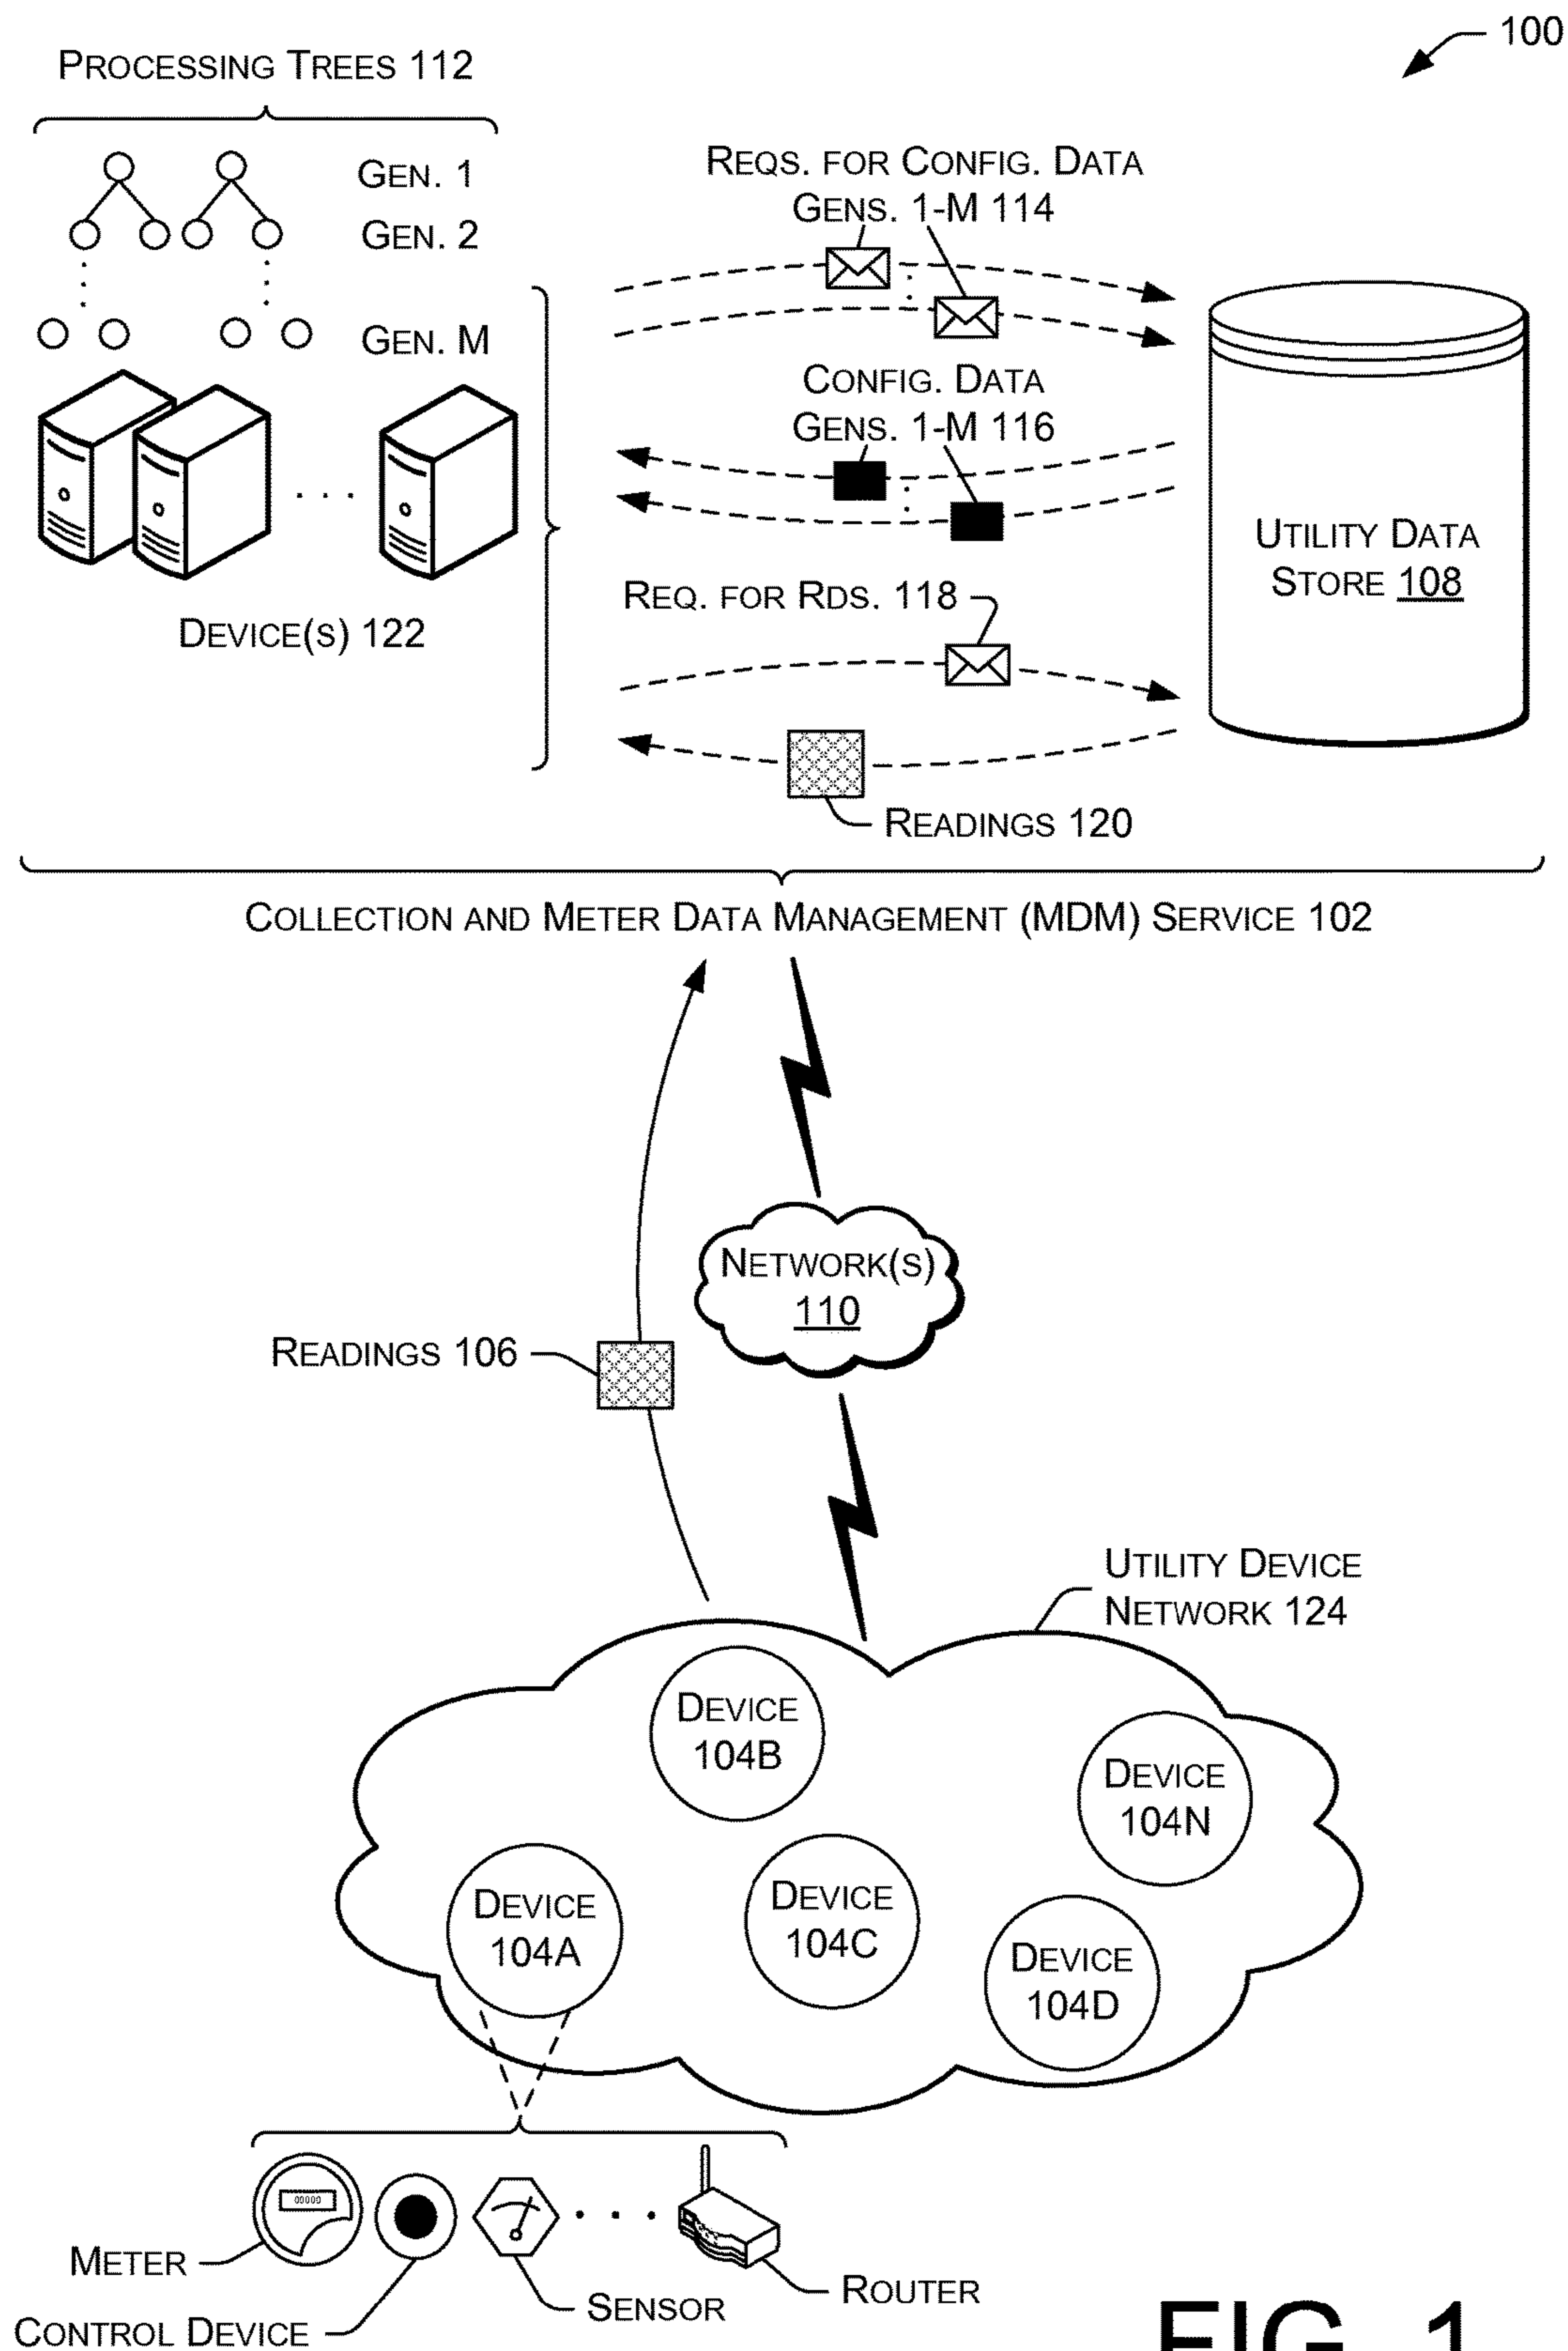 100
PROCESSING TREES 112
GEN. 1
GEN. 2
GEN. M
DEVICE(S) 122
REQS. FOR CONFIG. DATA
GENS. 1-M 114
CONFIG. DATA
GENS. 1-M 116
REQ. FOR RDS. 118
READINGS 120
UTILITY DATA
STORE 108
COLLECTION AND METER DATA MANAGEMENT (MDM) SERVICE 102
NETWORK(S)
110
READINGS 106
UTILITY DEVICE
NETWORK 124
DEVICE
104B
DEVICE
104N
DEVICE
104A
DEVICE
104C
DEVICE
104D
00000
METER
CONTROL DEVICE
SENSOR
ROUTER
FIG. 1